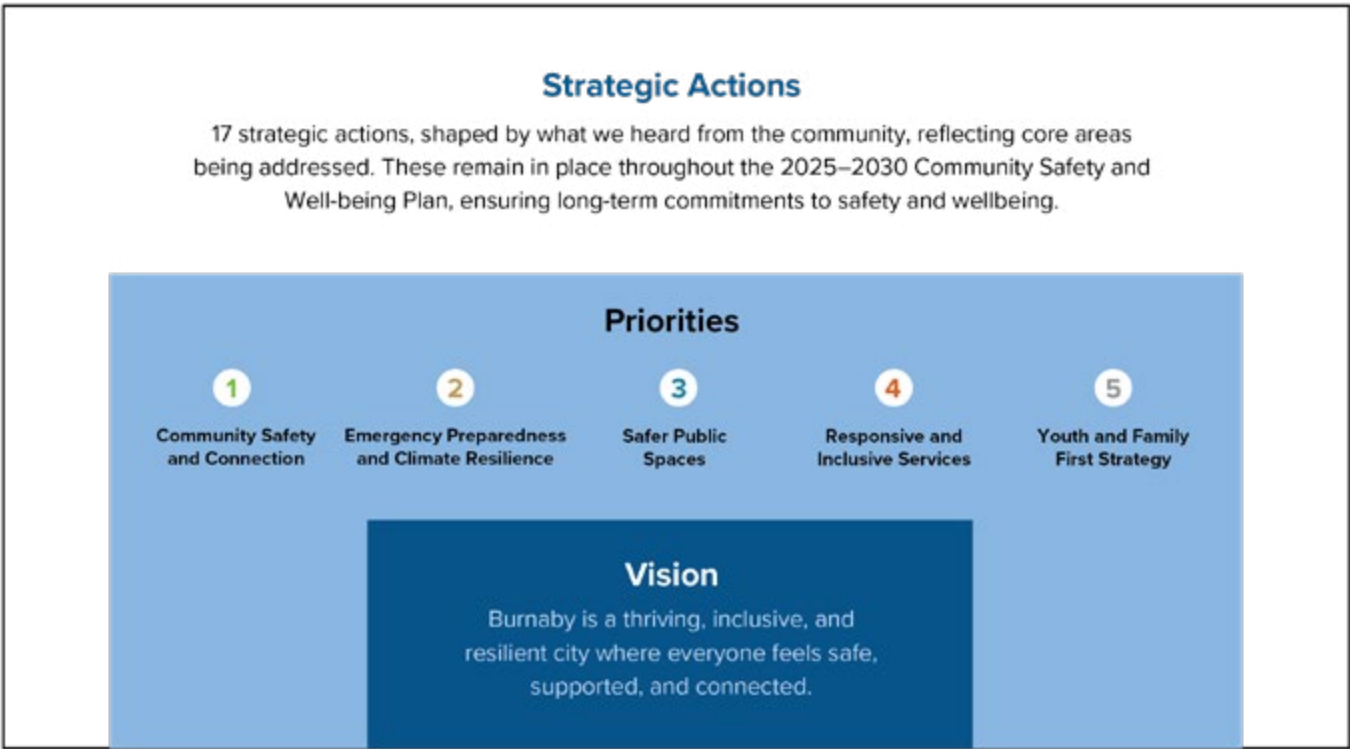 Strategic Actions
17 strategic actions, shaped by what we heard from the community, reflecting core areas
being addressed. These remain in place throughout the 2025–2030 Community Safety and
Well-being Plan, ensuring long-term commitments to safety and wellbeing.
Priorities
1
Community Safety
and Connection
2
Emergency Preparedness
and Climate Resilience
3
Safer Public
Spaces
4
Responsive and
Inclusive Services
5
Youth and Family
First Strategy
Vision
Burnaby is a thriving, inclusive, and
resilient city where everyone feels safe,
supported, and connected.